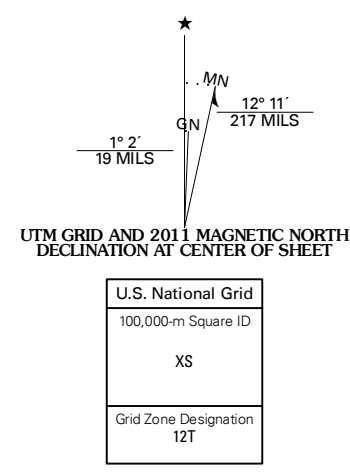 ★
MN
GN
12° 11´
217 MILS
1° 2´
19 MILS
UTM GRID AND 2011 MAGNETIC NORTH
DECLINATION AT CENTER OF SHEET
U.S. National Grid
100,000-m Square ID
XS
Grid Zone Designation
12T